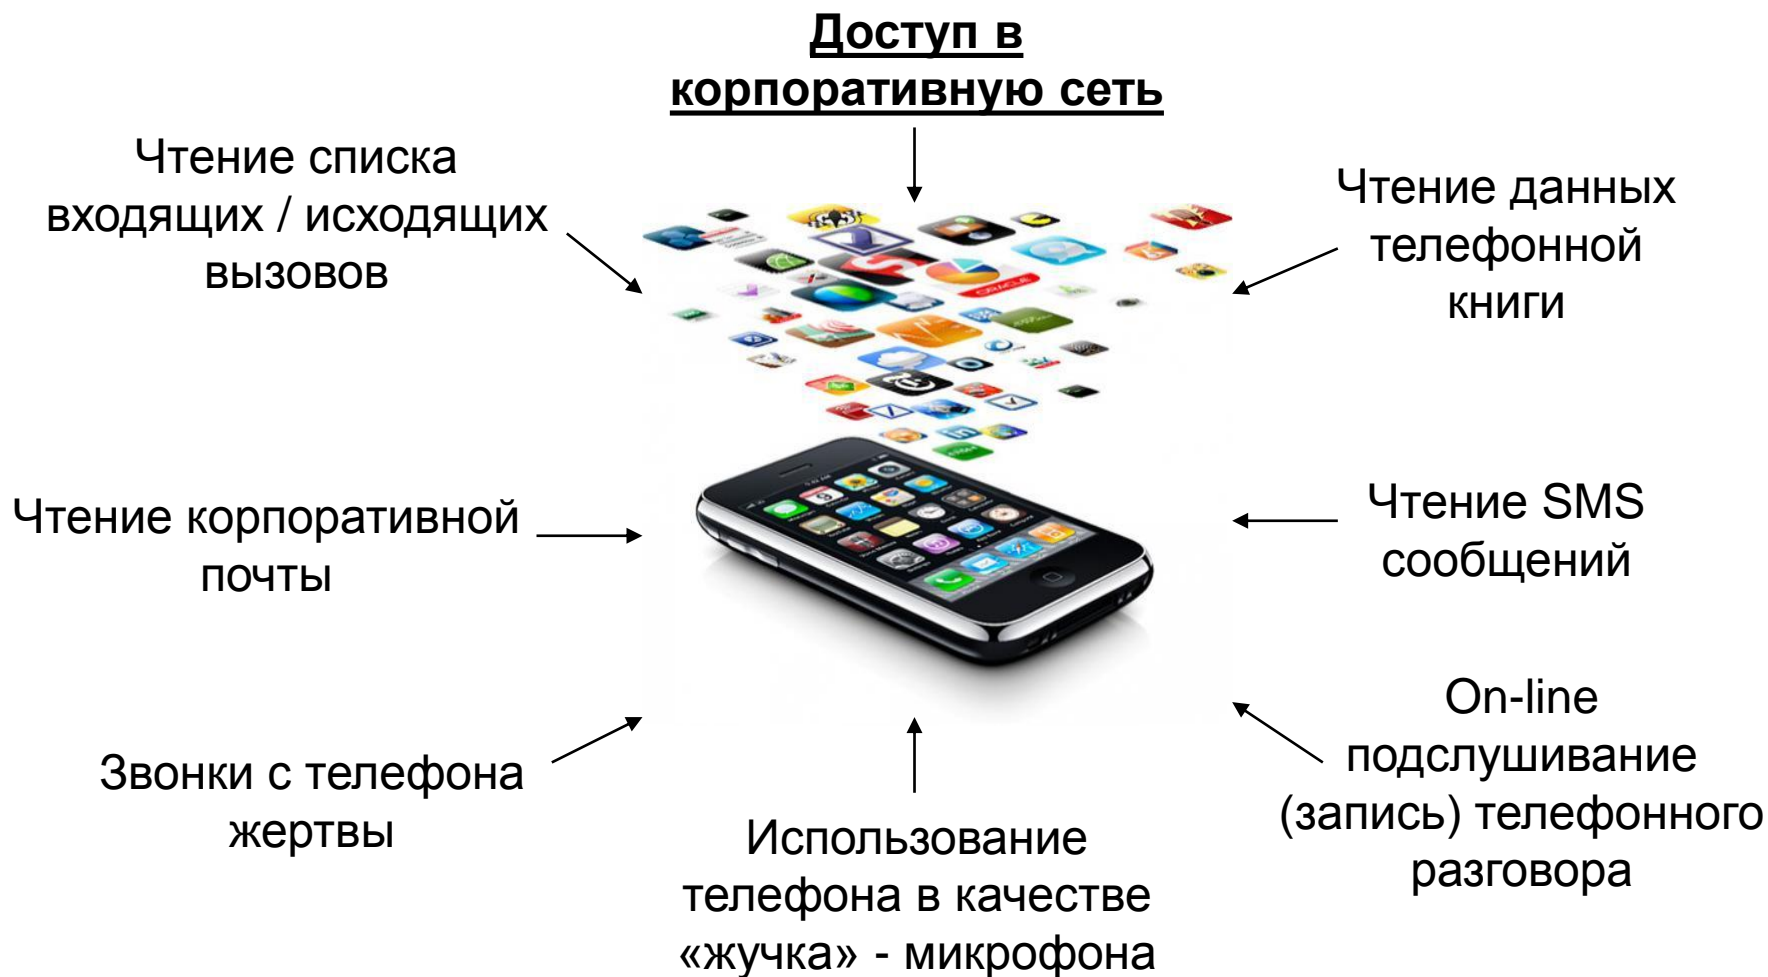 Доступ в
корпоративную сеть
Чтение списка
входящих / исходящих
вызовов
Чтение данных
телефонной
книги
ORACLE
Чтение корпоративной
почты
Чтение SMS
сообщений
Звонки с телефона
жертвы
Использование
телефона в качестве
«жучка» - микрофона
On-line
подслушивание
(запись) телефонного
разговора